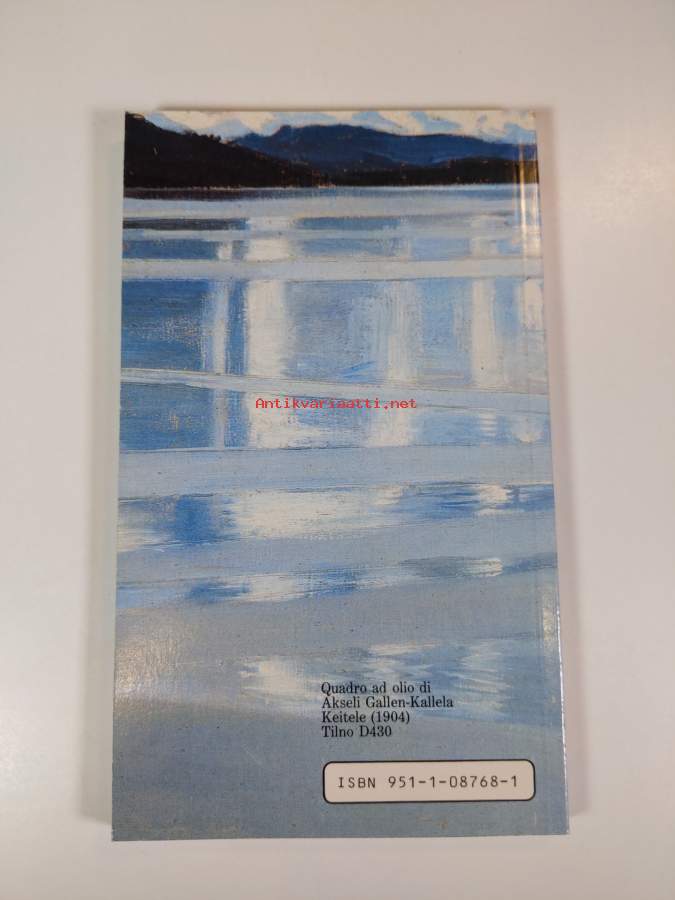 Antikvariaatti.net
Quadro ad olio di
Akseli Gallen-Kallela
Keitele (1904)
Tilno D430
ISBN 951-1-08768-1